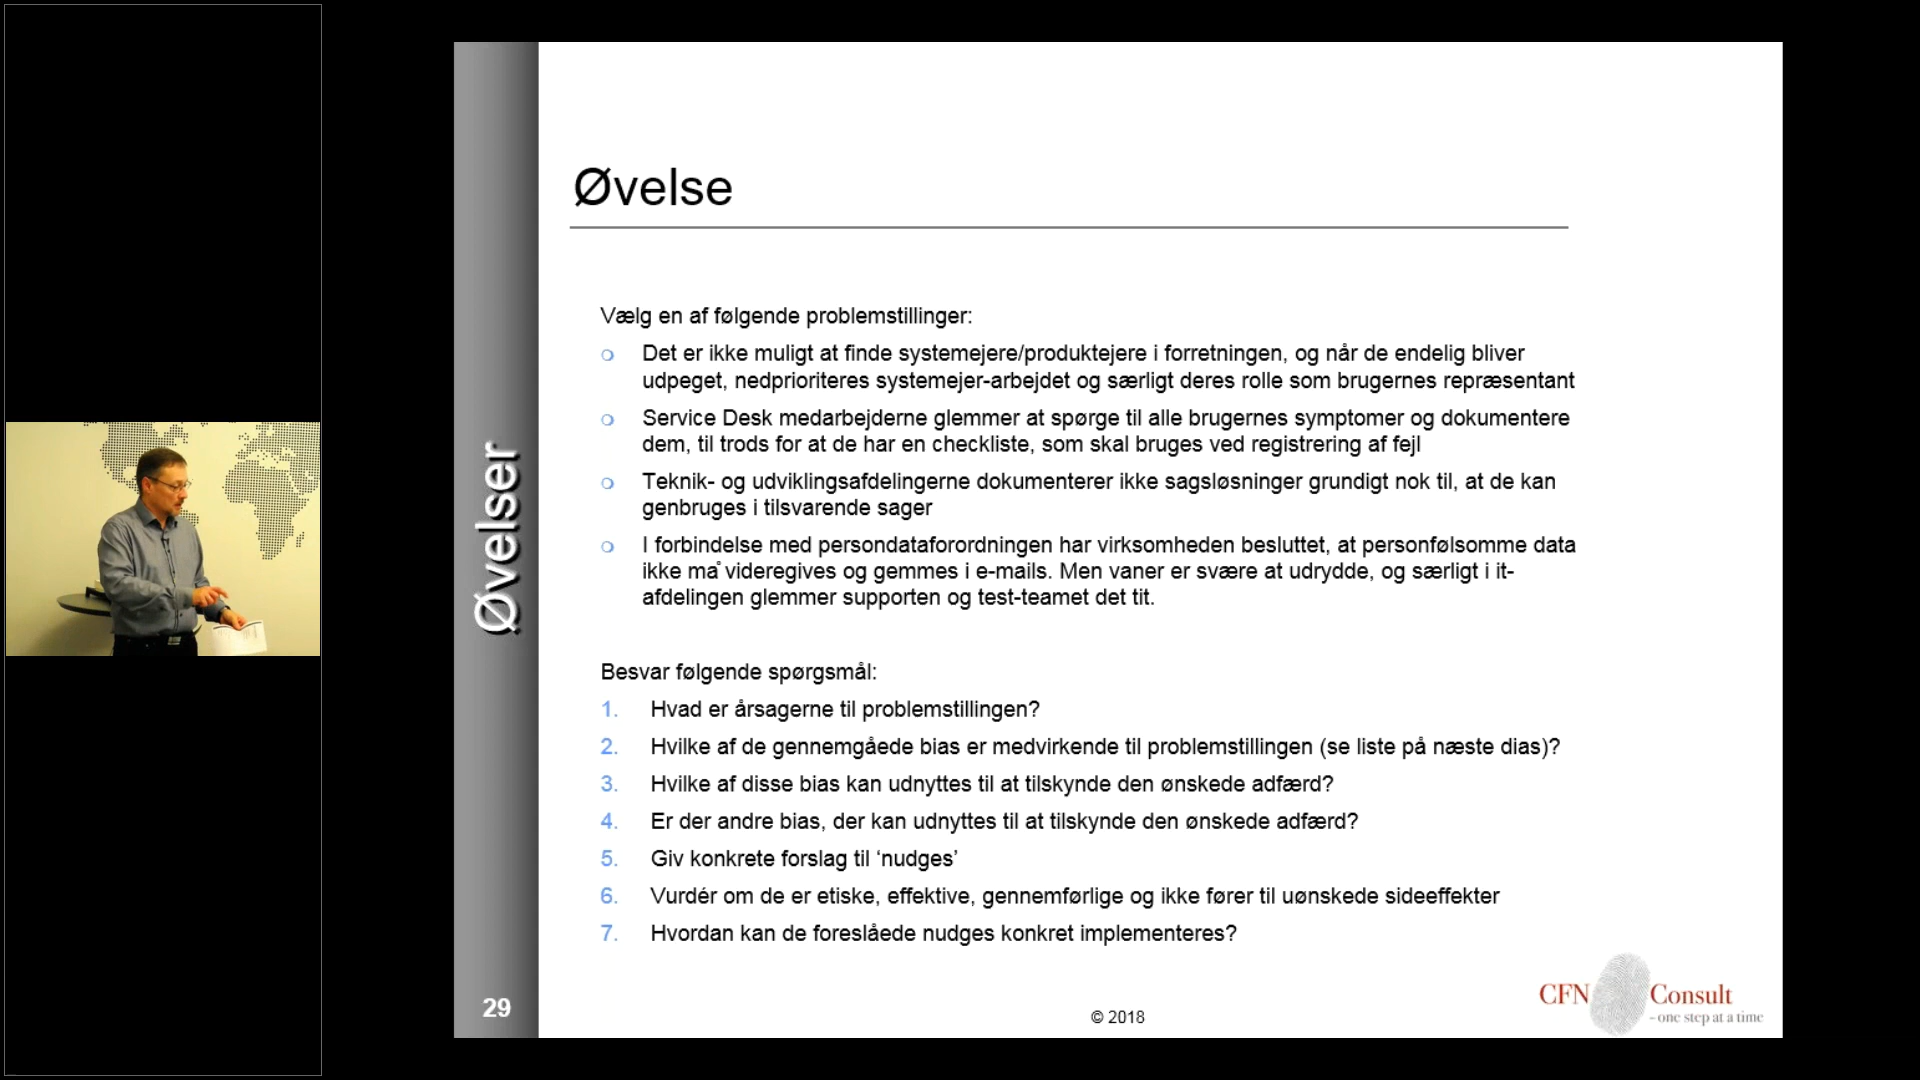 Øvelse
Vælg en af følgende problemstillinger:
Det er ikke muligt at finde systemejere/produktejere i forretningen, og når de endelig bliver
udpeget, nedprioriteres systemejer-arbejdet og særligt deres rolle som brugernes repræsentant
Service Desk medarbejderne glemmer at spørge til alle brugernes symptomer og dokumentere
dem, til trods for at de har en checkliste, som skal bruges ved registrering af fejl
Teknik- og udviklingsafdelingerne dokumenterer ikke sagsløsninger grundigt nok til, at de kan
genbruges i tilsvarende sager
I forbindelse med persondataforordningen har virksomheden besluttet, at personfølsomme data
ikke må videregives og gemmes i e-mails. Men vaner er svære at udrydde, og særligt i it-
afdelingen glemmer supporten og test-teamet det tit.
Besvar følgende spørgsmål:
1. Hvad er årsagerne til problemstillingen?
2. Hvilke af de gennemgåede bias er medvirkende til problemstillingen (se liste på næste dias)?
3. Hvilke af disse bias kan udnyttes til at tilskynde den ønskede adfærd?
4. Er der andre bias, der kan udnyttes til at tilskynde den ønskede adfærd?
5. Giv konkrete forslag til ‘nudges’
6. Vurdér om de er etiske, effektive, gennemførlige og ikke fører til uønskede sideeffekter
7. Hvordan kan de foreslåede nudges konkret implementeres?
Øvelser
29
© 2018
CFN Consult
- one step at a time